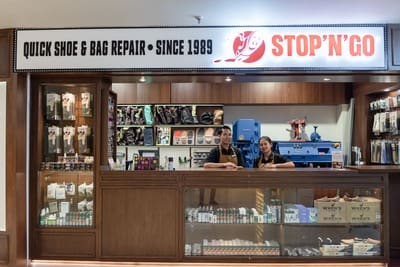 QUICK SHOE & BAG REPAIR • SINCE 1989 STOP'N'GO